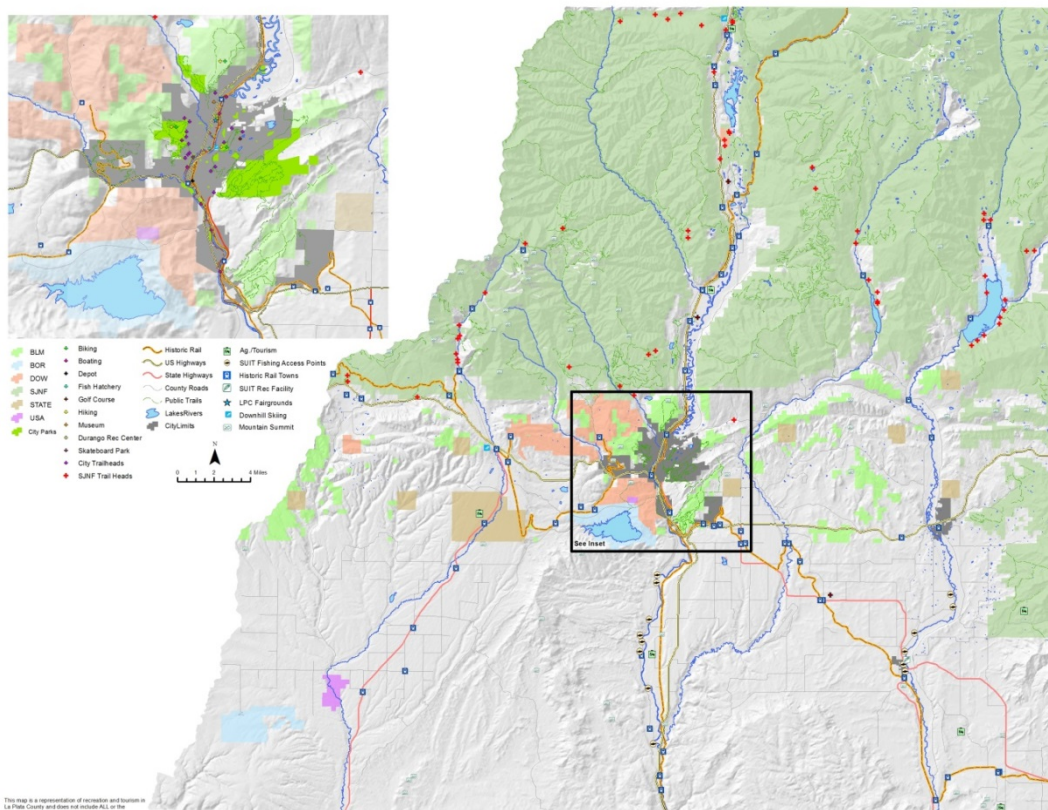 See Inset
BLM
BOR
DOW
SJNF
STATE
USA
City Parks
Biking
Boating
Depot
Fish Hatchery
Golf Course
Hiking
Museum
Durango Rec Center
Skateboard Park
City Trailheads
SJNF Trail Heads
Historic Rail
US Highways
State Highways
County Roads
Public Trails
LakesRivers
CityLimits
Ag./Tourism
SUIT Fishing Access Points
Historic Rail Towns
SUIT Rec Facility
LPC Fairgrounds
Downhill Skiing
Mountain Summit
N
0 2 4 Miles
This map is a representation of recreation and tourism in
La Plata County and does not include ALL or the